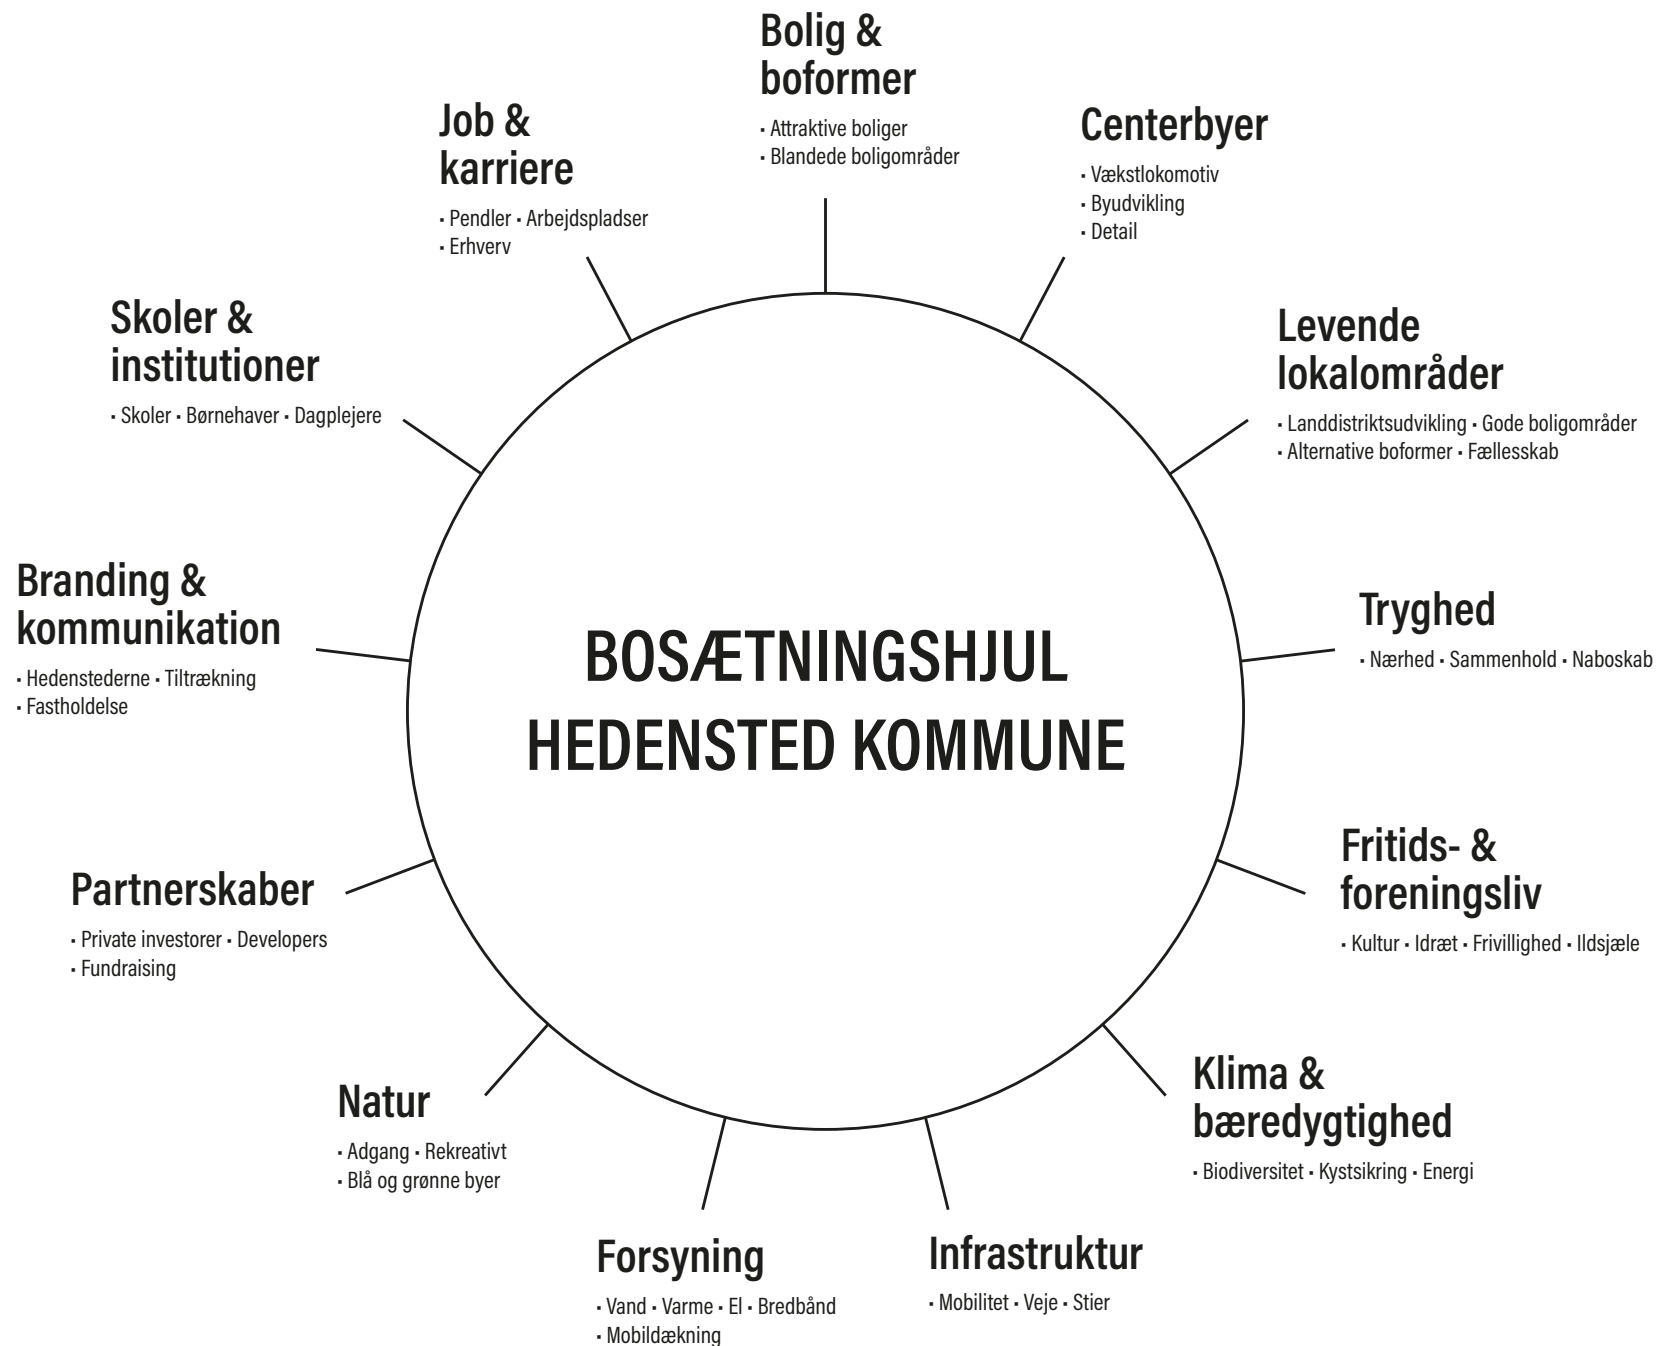 Bolig &
boformer
▪ Attraktive boliger
▪ Blandede boligområder
Centerbyer
▪ Vækstlokomotiv
▪ Byudvikling
▪ Detail
Levende
lokalområder
▪ Landdistriktsudvikling ▪ Gode boligområder
▪ Alternative boformer ▪ Fællesskab
Tryghed
▪ Nærhed ▪ Sammenhold ▪ Naboskab
Fritids- &
foreningsliv
▪ Kultur ▪ Idræt ▪ Frivillighed ▪ Ildsjæle
Klima &
bæredygtighed
▪ Biodiversitet ▪ Kystsikring ▪ Energi
Infrastruktur
▪ Mobilitet ▪ Veje ▪ Stier
Forsyning
▪ Vand ▪ Varme ▪ El ▪ Bredbånd
▪ Mobildækning
Natur
▪ Adgang ▪ Rekreativt
▪ Blå og grønne byer
Partnerskaber
▪ Private investorer ▪ Developers
▪ Fundraising
Branding &
kommunikation
▪ Hedenstederne ▪ Tiltrækning
▪ Fastholdelse
Skoler &
institutioner
▪ Skoler ▪ Børnehaver ▪ Dagplejere
Job &
karriere
▪ Pendler ▪ Arbejdspladser
▪ Erhverv
BOSÆTNINGSHJUL
HEDENSTED KOMMUNE